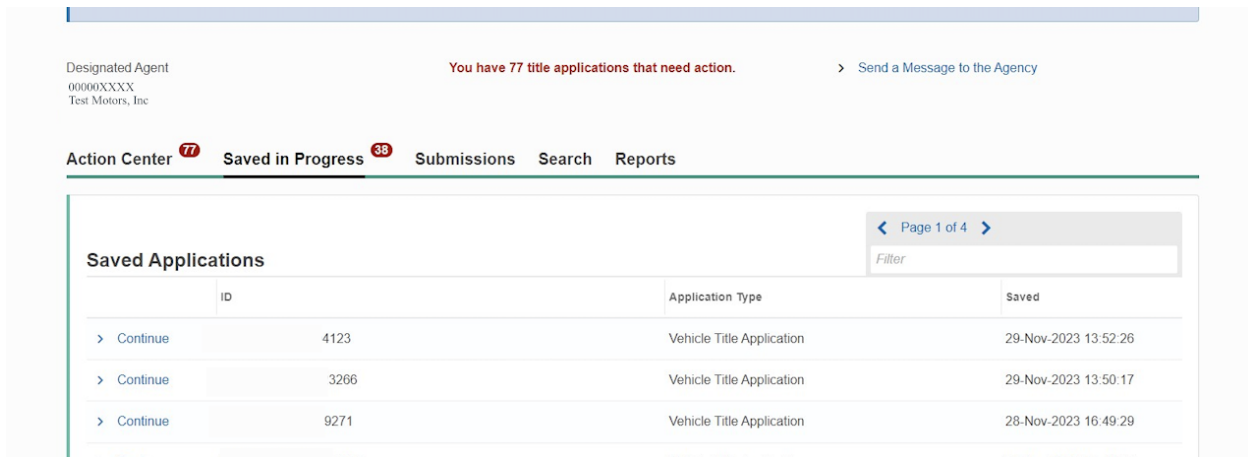 Designated Agent
You have 77 title applications that need action.
Send a Message to the Agency
00000XXXX
Test Motors, Inc
Action Center 77 Saved in Progress 38 Submissions Search Reports
Page 1 of 4
Saved Applications
Filter
ID Application Type Saved
Continue 4123 Vehicle Title Application 29-Nov-2023 13:52:26
Continue 3266 Vehicle Title Application 29-Nov-2023 13:50:17
Continue 9271 Vehicle Title Application 28-Nov-2023 16:49:29